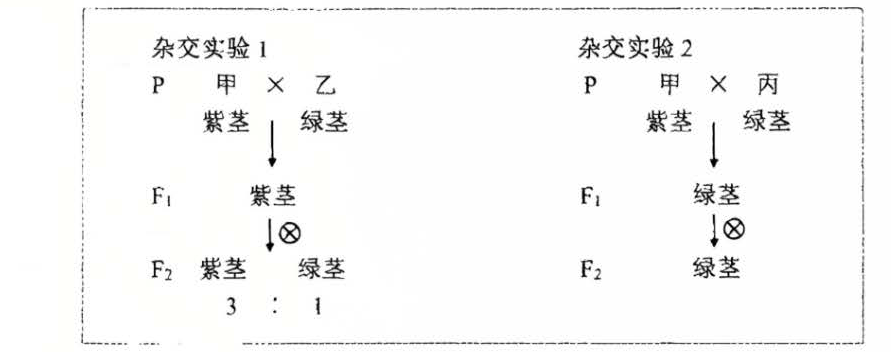 杂交实验1
P 甲 × 乙
紫茎 绿茎
F₁ 紫茎
⊗
F₂ 紫茎 绿茎
3 : 1
杂交实验2
P 甲 × 丙
紫茎 绿茎
F₁ 绿茎
⊗
F₂ 绿茎